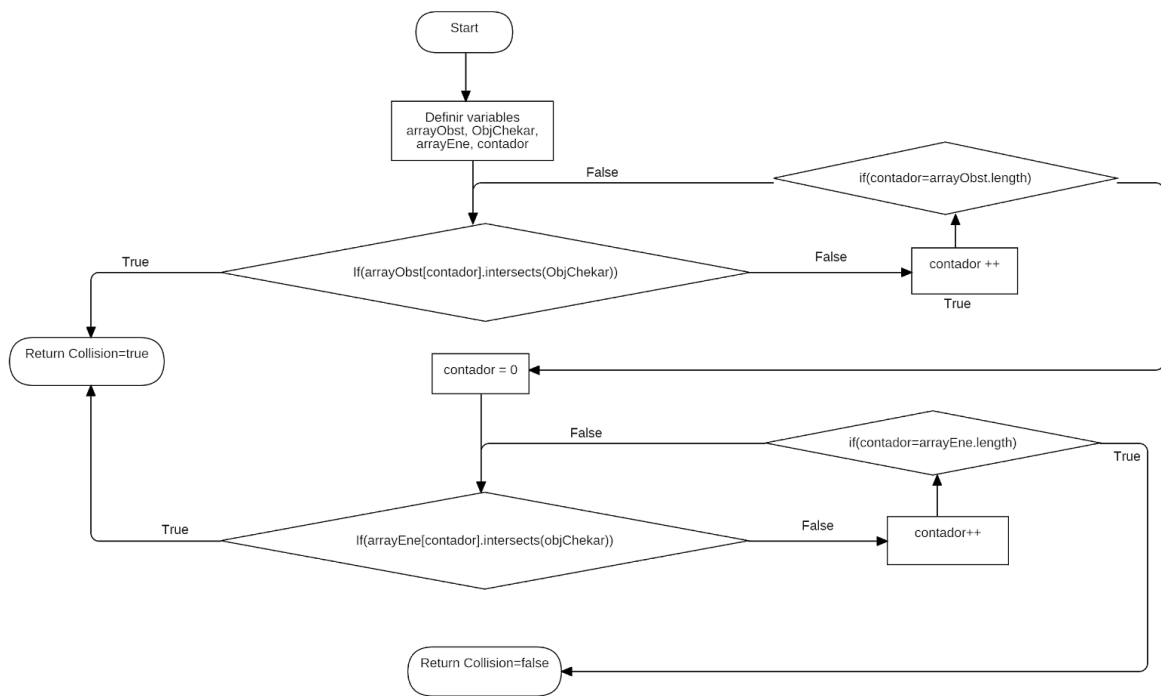 Start
Definir variables
arrayObst, ObjChekar,
arrayEne, contador
False
if(contador=arrayObst.length)
True
If(arrayObst[contador].intersects(ObjChekar))
False
contador ++
True
Return Collision=true
contador = 0
False
if(contador=arrayEne.length)
True
True
If(arrayEne[contador].intersects(objChekar))
False
contador++
Return Collision=false